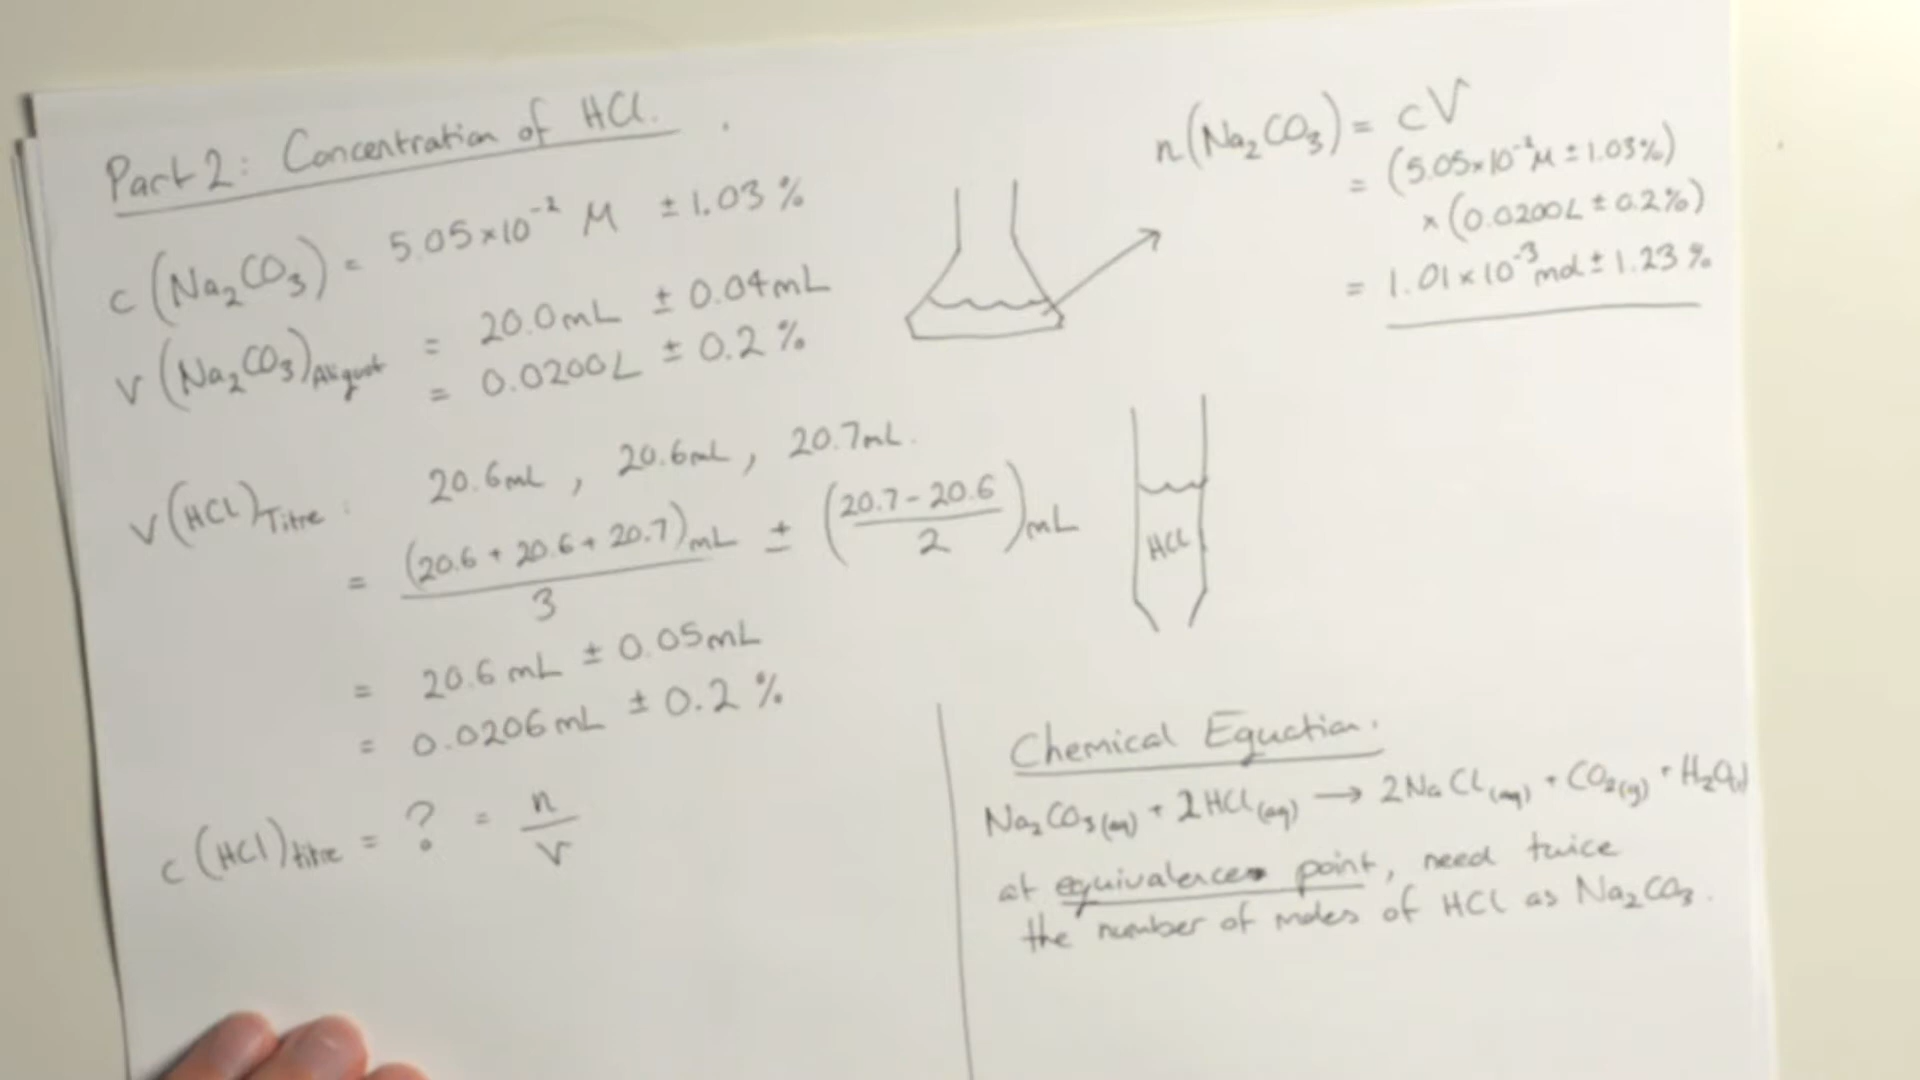 Part 2: Concentration of HCl.
c(Na₂CO₃) = 5.05×10⁻² M ± 1.03 %
V(Na₂CO₃)Aliquot = 20.0mL ± 0.04mL
= 0.0200L ± 0.2 %
V(HCl)Titre : 20.6mL , 20.6mL , 20.7mL.
= (20.6 + 20.6 + 20.7)mL / 3 ± (20.7 - 20.6 / 2)mL
= 20.6 mL ± 0.05mL
= 0.0206 mL ± 0.2 %
c(HCl)titre = ? = n / V
n(Na₂CO₃) = cV
= (5.05×10⁻²M ± 1.03%)
× (0.0200L ± 0.2%)
= 1.01×10⁻³mol ± 1.23 %
HCl
Chemical Equation.
Na₂CO₃(aq) + 2HCl(aq) → 2NaCl(aq) + CO₂(g) + H₂O(l)
at equivalence point, need twice
the number of moles of HCl as Na₂CO₃.